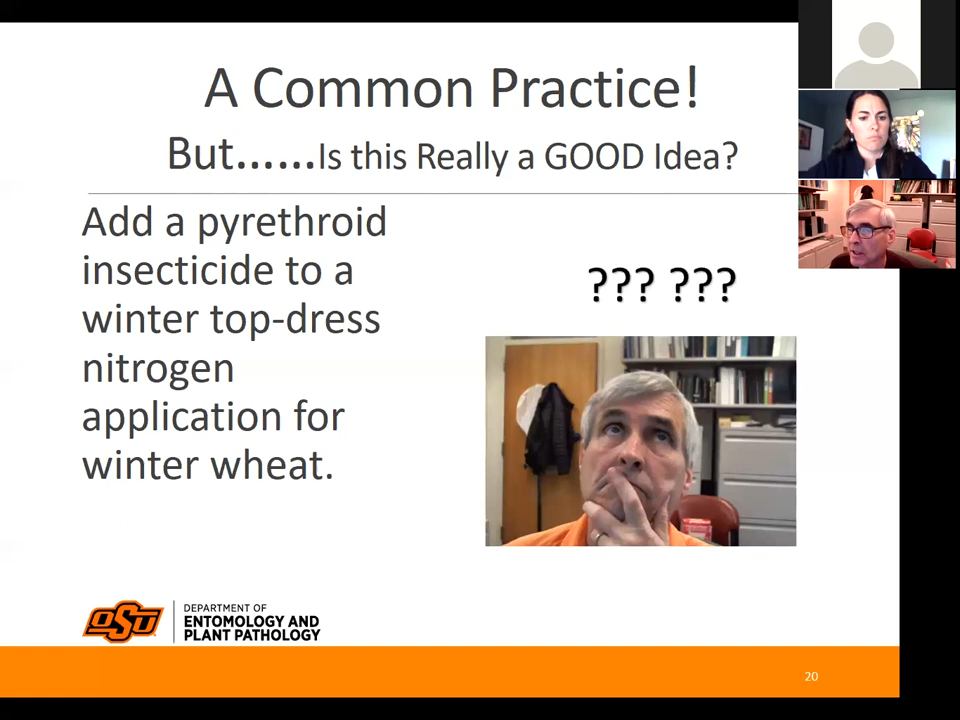 A Common Practice!
But......Is this Really a GOOD Idea?
Add a pyrethroid
insecticide to a
winter top-dress
nitrogen
application for
winter wheat.
??? ???
OSU
DEPARTMENT OF
ENTOMOLOGY AND
PLANT PATHOLOGY
20